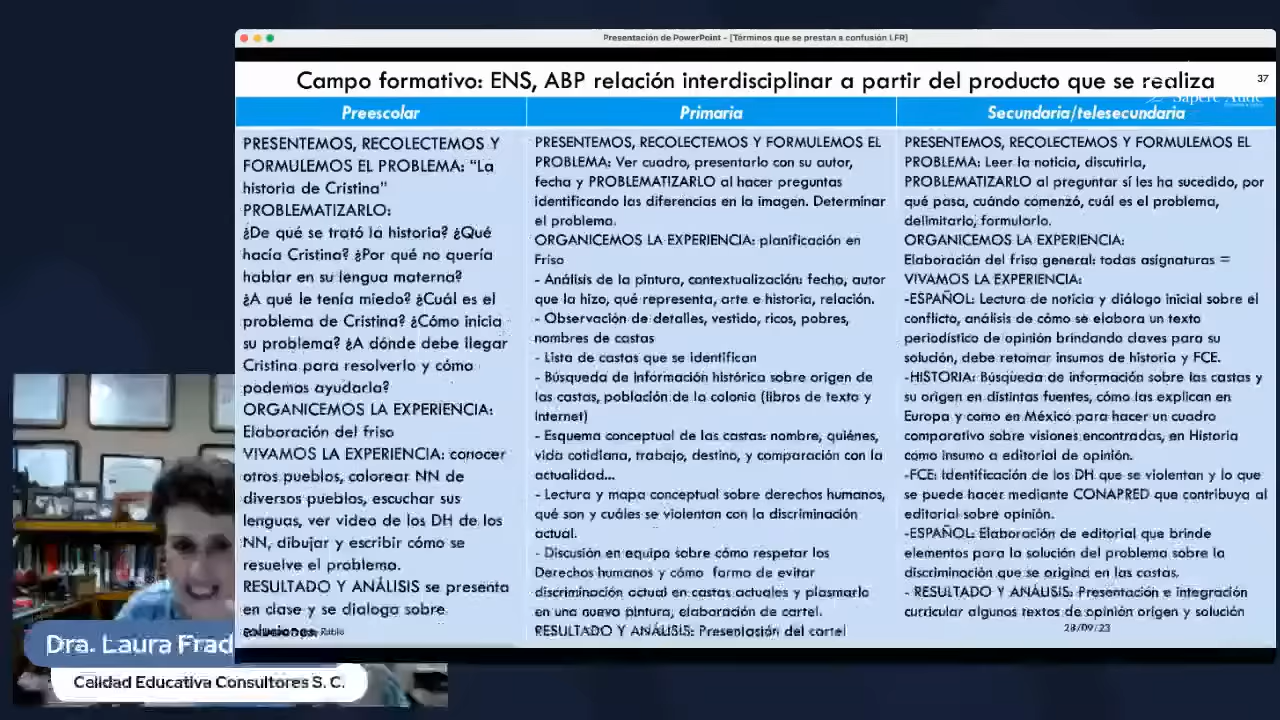 Presentación de PowerPoint - [Términos que se prestan a confusión LFR]
Campo formativo: ENS, ABP relación interdisciplinar a partir del producto que se realiza
37
Sapere Aude
Preescolar
PRESENTEMOS, RECOLECTEMOS Y
FORMULEMOS EL PROBLEMA: "La
historia de Cristina"
PROBLEMATIZARLO:
¿De qué se trató la historia? ¿Qué
hacía Cristina? ¿Por qué no quería
hablar en su lengua materna?
¿A qué le tenía miedo? ¿Cuál es el
problema de Cristina? ¿Cómo inicia
su problema? ¿A dónde debe llegar
Cristina para resolverlo y cómo
podemos ayudarla?
ORGANICEMOS LA EXPERIENCIA:
Elaboración del friso
VIVAMOS LA EXPERIENCIA: conocer
otros pueblos, colorear NN de
diversos pueblos, escuchar sus
lenguas, ver video de los DH de los
NN, dibujar y escribir cómo se
resuelve el problema.
RESULTADO Y ANÁLISIS se presenta
en clase y se dialoga sobre
soluciones.
Primaria
PRESENTEMOS, RECOLECTEMOS Y FORMULEMOS EL
PROBLEMA: Ver cuadro, presentarlo con su autor,
fecha y PROBLEMATIZARLO al hacer preguntas
identificando las diferencias en la imagen. Determinar
el problema.
ORGANICEMOS LA EXPERIENCIA: planificación en
Friso
- Análisis de la pintura, contextualización: fecho, autor
que la hizo, qué representa, arte e historia, relación.
- Observación de detalles, vestido, ricos, pobres,
nombres de castas
- Lista de castas que se identifican
- Búsqueda de información histórica sobre origen de
las castas, población de la colonia (libros de texto y
Internet)
- Esquema conceptual de las castas: nombre, quiénes,
vida cotidiana, trabajo, destino, y comparación con la
actualidad...
- Lectura y mapa conceptual sobre derechos humanos,
qué son y cuáles se violentan con la discriminación
actual.
- Discusión en equipo sobre cómo respetar los
Derechos humanos y cómo forma de evitar
discriminación actual en castas actuales y plasmarlo
en una nueva pintura, elaboración de cartel.
RESULTADO Y ANÁLISIS: Presentación del cartel
Secundaria/telesecundaria
PRESENTEMOS, RECOLECTEMOS Y FORMULEMOS EL
PROBLEMA: Leer la noticia, discutirla,
PROBLEMATIZARLO al preguntar sí les ha sucedido, por
qué pasa, cuándo comenzó, cuál es el problema,
delimitarlo, formularlo.
ORGANICEMOS LA EXPERIENCIA:
Elaboración del friso general: todas asignaturas =
VIVAMOS LA EXPERIENCIA:
-ESPAÑOL: Lectura de noticia y diálogo inicial sobre el
conflicto, análisis de cómo se elabora un texto
periodístico de opinión brindando claves para su
solución, debe retomar insumos de historia y FCE.
-HISTORIA: Búsqueda de información sobre las castas y
su origen en distintas fuentes, cómo las explican en
Europa y como en México para hacer un cuadro
comparativo sobre visiones encontradas, en Historia
como insumo a editorial de opinión.
-FCE: Identificación de los DH que se violentan y lo que
se puede hacer mediante CONAPRED que contribuya al
editorial sobre opinión.
-ESPAÑOL: Elaboración de editorial que brinde
elementos para la solución del problema sobre la
discriminación que se origina en las castas.
- RESULTADO Y ANÁLISIS: Presentación e integración
curricular algunos textos de opinión origen y solución
28/09/23
Dra. Laura Frad
Calidad Educativa Consultores S. C.